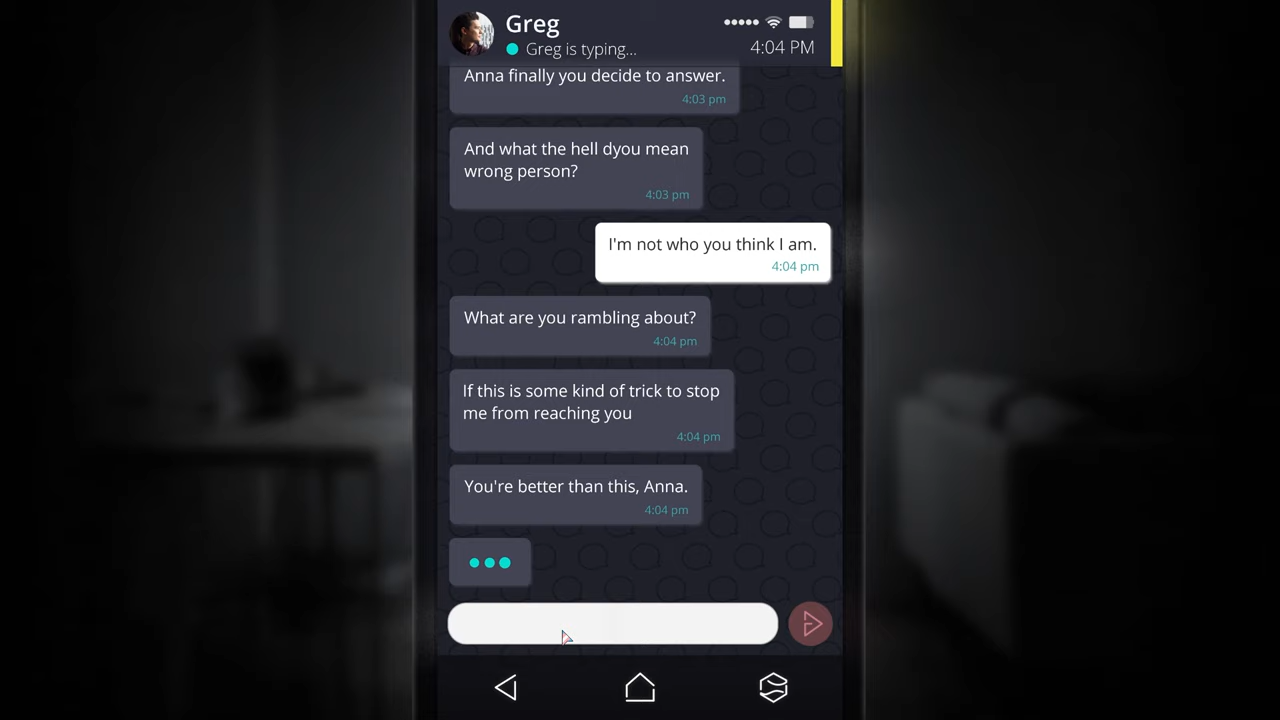 Greg
Greg is typing...
4:04 PM
Anna finally you decide to answer.
4:03 pm
And what the hell dyou mean
wrong person?
4:03 pm
I'm not who you think I am.
4:04 pm
What are you rambling about?
4:04 pm
If this is some kind of trick to stop
me from reaching you
4:04 pm
You're better than this, Anna.
4:04 pm